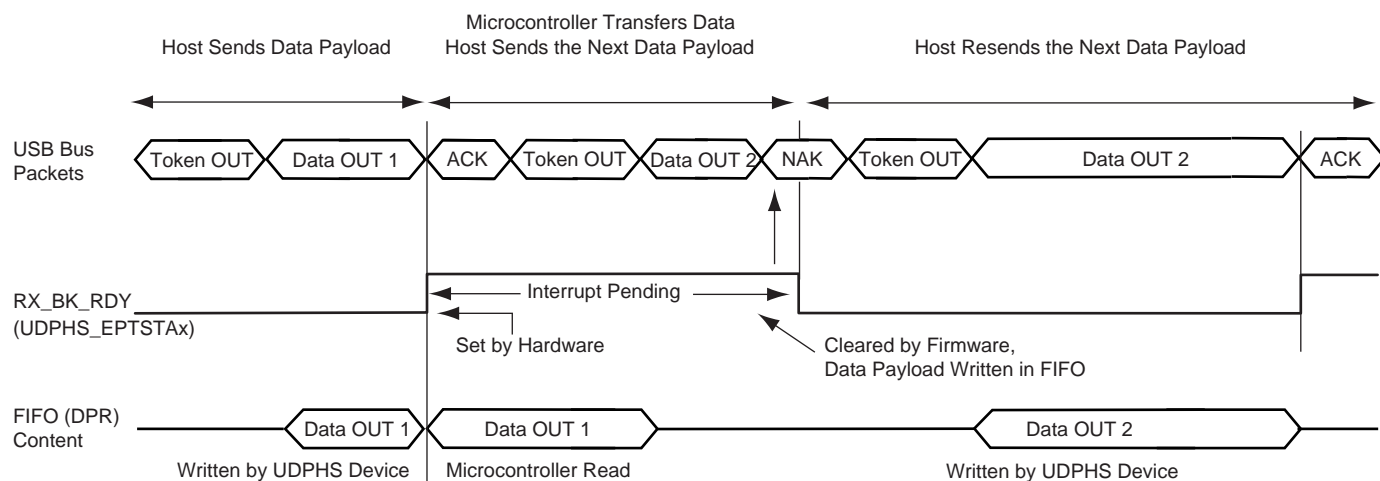 Host Sends Data Payload
Microcontroller Transfers Data
Host Sends the Next Data Payload
Host Resends the Next Data Payload
USB Bus
Packets
Token OUT
Data OUT 1
ACK
Token OUT
Data OUT 2
NAK
Token OUT
Data OUT 2
ACK
RX_BK_RDY
(UDPHS_EPTSTAx)
Interrupt Pending
Set by Hardware
Cleared by Firmware,
Data Payload Written in FIFO
FIFO (DPR)
Content
Data OUT 1
Data OUT 1
Data OUT 2
Written by UDPHS Device
Microcontroller Read
Written by UDPHS Device